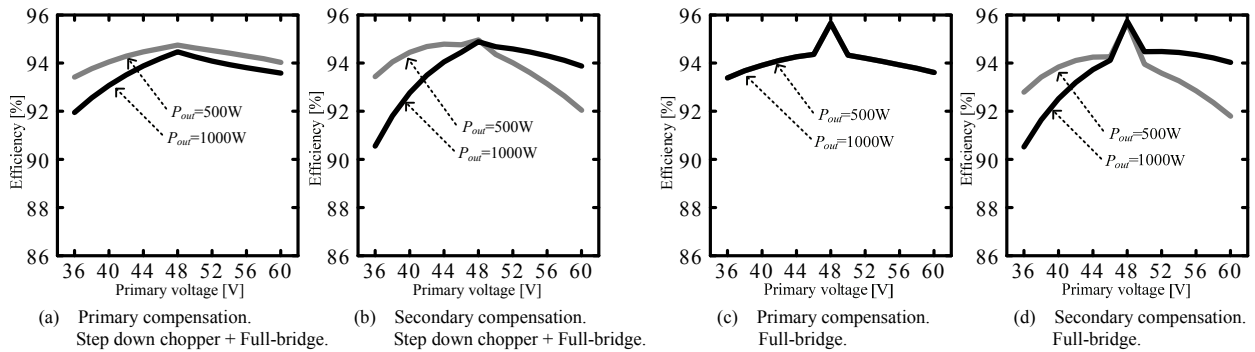 96
94
92
90
88
86
Efficiency [%]
36 40 44 48 52 56 60
Primary voltage [V]
Pout=500W
Pout=1000W
(a) Primary compensation.
Step down chopper + Full-bridge.
96
94
92
90
88
86
Efficiency [%]
36 40 44 48 52 56 60
Primary voltage [V]
Pout=500W
Pout=1000W
(b) Secondary compensation.
Step down chopper + Full-bridge.
96
94
92
90
88
86
Efficiency [%]
36 40 44 48 52 56 60
Primary voltage [V]
Pout=500W
Pout=1000W
(c) Primary compensation.
Full-bridge.
96
94
92
90
88
86
Efficiency [%]
36 40 44 48 52 56 60
Primary voltage [V]
Pout=500W
Pout=1000W
(d) Secondary compensation.
Full-bridge.